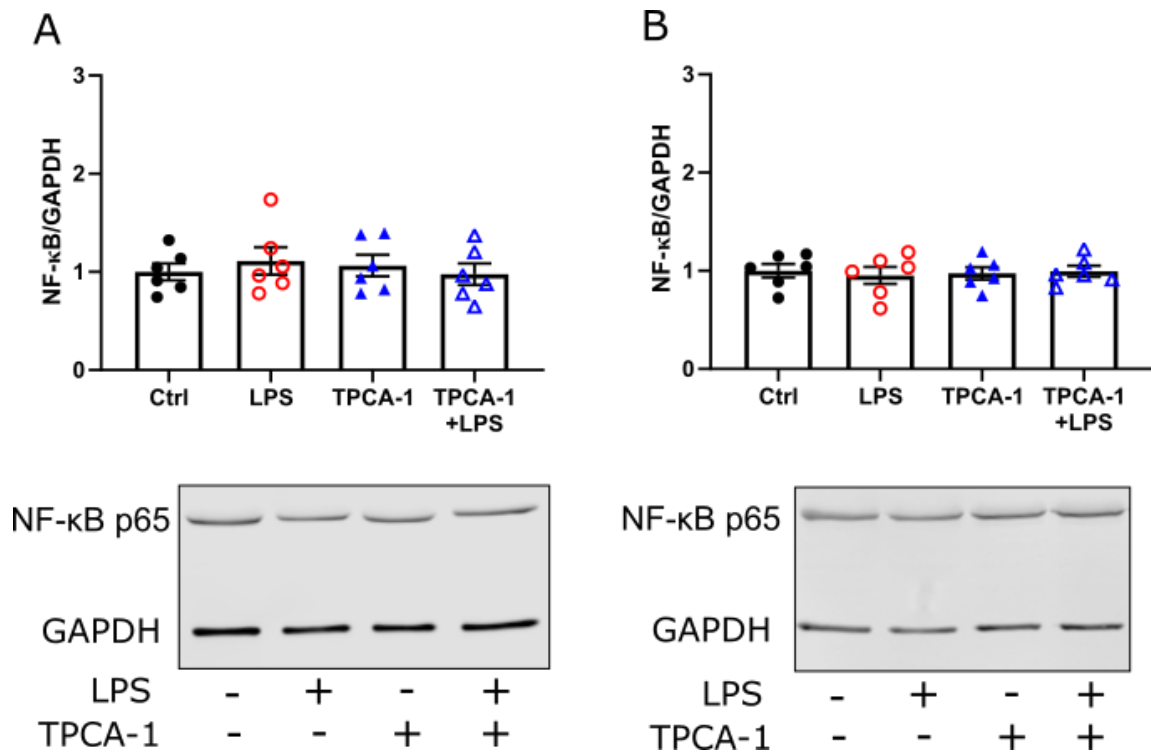 A
NF-κB/GAPDH
3
2
1
0
Ctrl
LPS
TPCA-1
TPCA-1
+LPS
NF-κB p65
GAPDH
LPS - + - +
TPCA-1 - - + +
B
NF-κB/GAPDH
3
2
1
0
Ctrl
LPS
TPCA-1
TPCA-1
+LPS
NF-κB p65
GAPDH
LPS - + - +
TPCA-1 - - + +